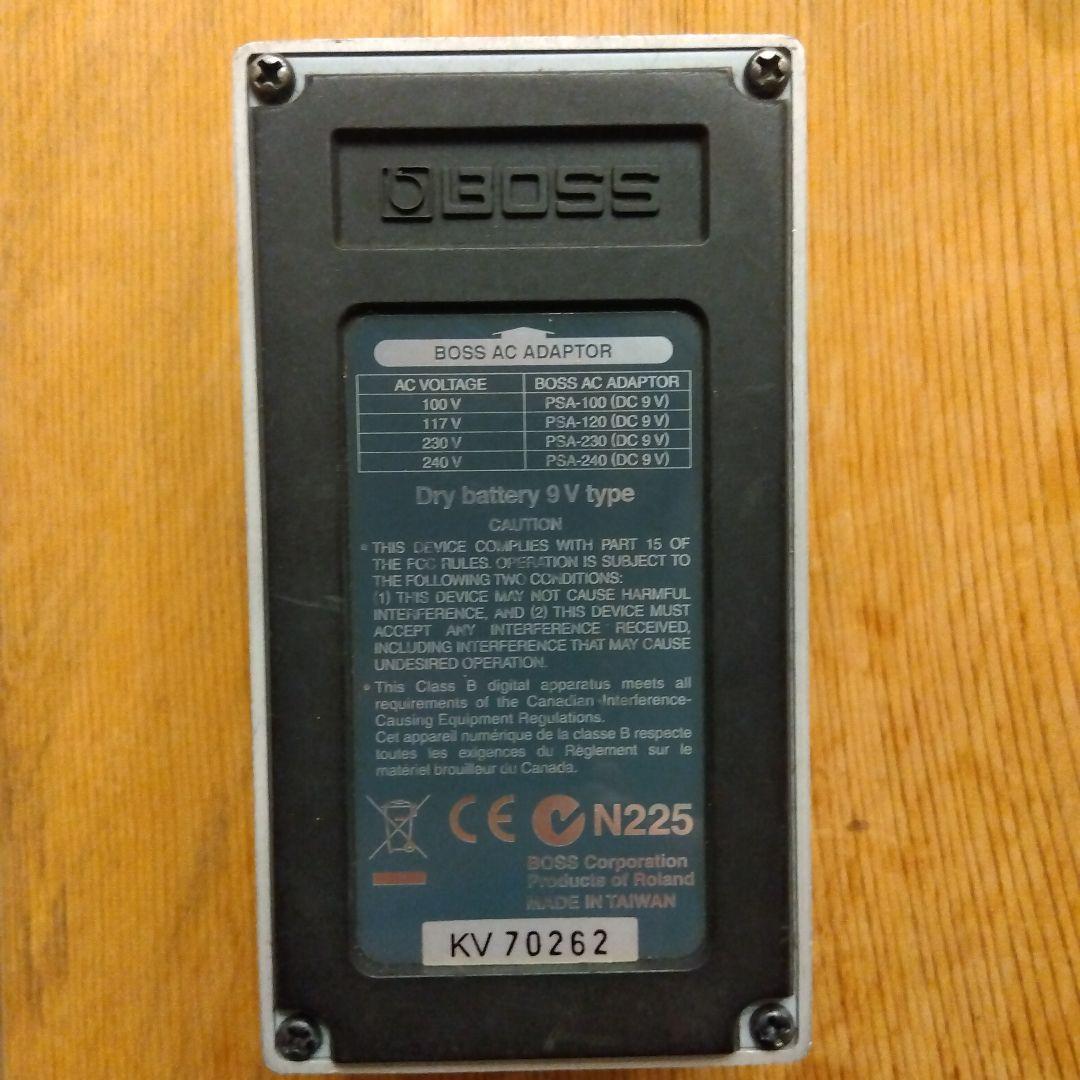 BOSS
BOSS AC ADAPTOR
AC VOLTAGE BOSS AC ADAPTOR
100 V PSA-100 (DC 9 V)
117 V PSA-120 (DC 9 V)
230 V PSA-230 (DC 9 V)
240 V PSA-240 (DC 9 V)
Dry battery 9 V type
CAUTION
• THIS DEVICE COMPLIES WITH PART 15 OF
THE FCC RULES. OPERATION IS SUBJECT TO
THE FOLLOWING TWO CONDITIONS:
(1) THIS DEVICE MAY NOT CAUSE HARMFUL
INTERFERENCE, AND (2) THIS DEVICE MUST
ACCEPT ANY INTERFERENCE RECEIVED,
INCLUDING INTERFERENCE THAT MAY CAUSE
UNDESIRED OPERATION.
• This Class B digital apparatus meets all
requirements of the Canadian Interference-
Causing Equipment Regulations.
Cet appareil numérique de la classe B respecte
toutes les exigences du Règlement sur le
matériel brouilleur du Canada.
CE N225
BOSS Corporation
Products of Roland
MADE IN TAIWAN
KV 70262